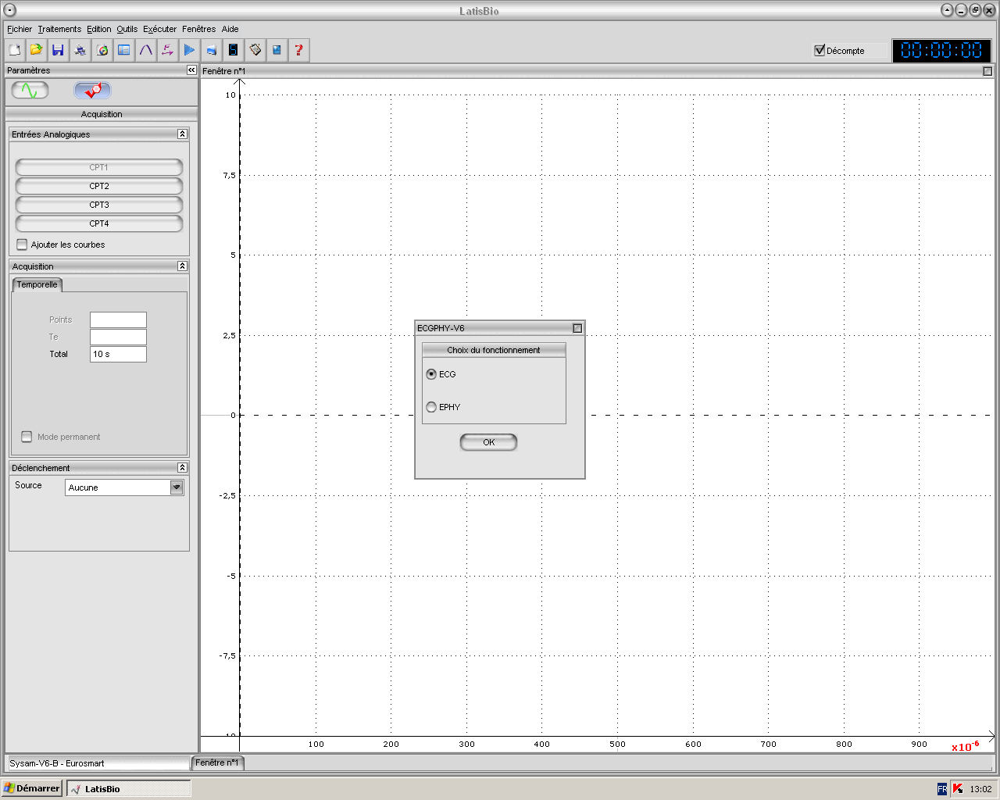 LatisBio
Fichier Traitements Edition Outils Exécuter Fenêtres Aide
Décompte
00:00:00
Paramètres
Fenêtre n°1
Acquisition
Entrées Analogiques
CPT1
CPT2
CPT3
CPT4
Ajouter les courbes
Acquisition
Temporelle
Points
Te
Total 10 s
Mode permanent
Déclenchement
Source Aucune
10
7,5
5
2,5
0
-2,5
-5
-7,5
-10
100 200 300 400 500 600 700 800 900
x10-6
ECGPHY-V6
Choix du fonctionnement
ECG
EPHY
OK
Sysam-V6-B - Eurosmart
Fenêtre n°1
Démarrer
LatisBio
FR
13:02